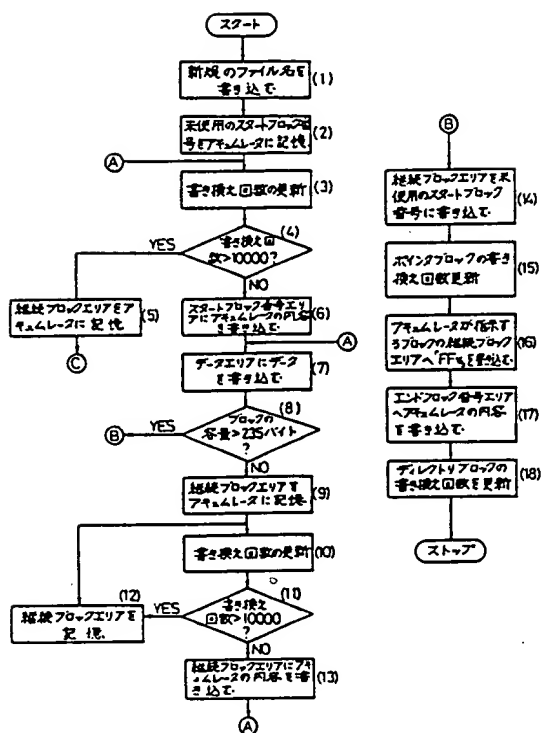 スタート
新規のファイル名を
書き込む.
(1)
未使用のスタートブロック番
号をアキュムレータに記憶
(2)
A
書き換え回数の更新
(3)
(4)
書き換え回
数>10000?
YES
NO
継続ブロックエリアをア
キュムレータに記憶
(5)
C
スタートブロック番号エリ
アにアキュムレータの内容
を書き込む.
(6)
A
データエリアにデータ
を書き込む
(7)
(8)
ブロックの
容量>235バイト
?
YES
B
NO
継続ブロックエリアを
アキュムレータに記憶.
(9)
書き換え回数の更新
(10)
(11)
書き換え
回数>10000
?
YES
(12)
継続ブロックエリアを
記憶.
NO
継続ブロックエリアにアキ
ュムレータの内容を書
き込む
(13)
A
B
継続ブロックエリアを未
使用のスタートブロック
番号に書き込む.
(14)
ポインタブロックの書き
換え回数更新
(15)
アキュムレータが指示す
るブロックの継続ブロック
エリアへ「FF」を書込む.
(16)
エンドブロック番号エリア
へアキュムレータの内容
を書き込む
(17)
ディレクトリブロックの
書き換え回数を更新
(18)
ストップ